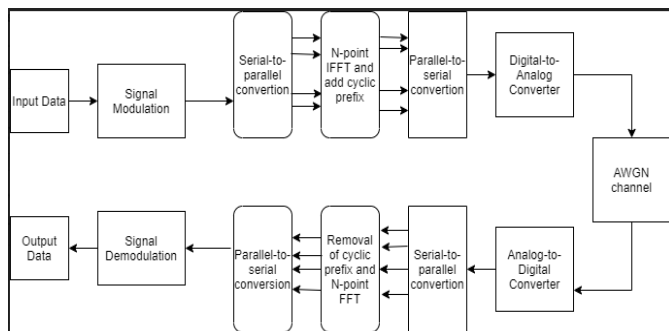 Input Data
Signal
Modulation
Serial-to-
parallel
convertion
N-point
IFFT and
add cyclic
prefix
Parallel-to-
serial
convertion
Digital-to-
Analog
Converter
AWGN
channel
Output
Data
Signal
Demodulation
Parallel-to-
serial
conversion
Removal
of cyclic
prefix and
N-point
FFT
Serial-to-
parallel
convertion
Analog-to-
Digital
Converter